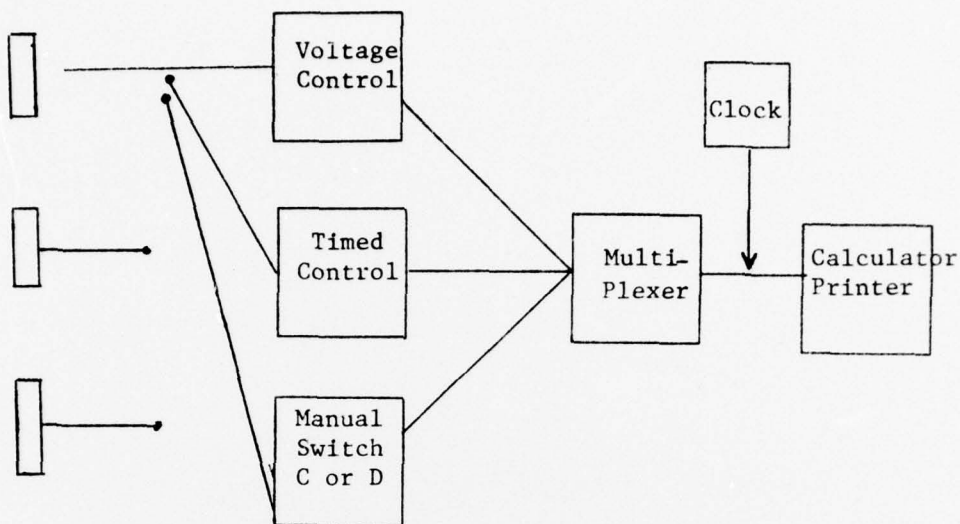 Voltage
Control
Clock
Timed
Control
Multi-
Plexer
Calculator
Printer
Manual
Switch
C or D